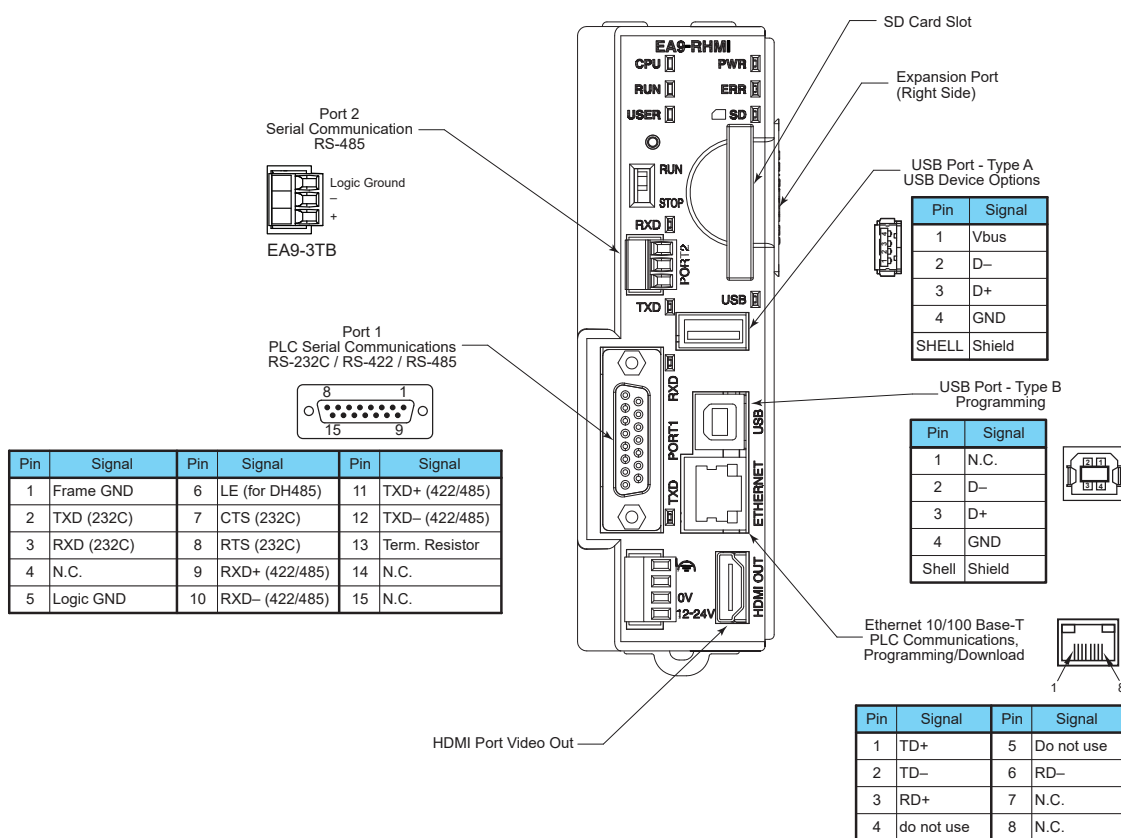 SD Card Slot
EA9-RHMI
CPU PWR
RUN ERR
USER SD
RUN
STOP
RXD
PORT2
TXD USB
RXD
PORT1
TXD
USB
ETHERNET
0V
12-24V
HDMI OUT
Expansion Port
(Right Side)
Port 2
Serial Communication
RS-485
Logic Ground
–
+
EA9-3TB
USB Port - Type A
USB Device Options
4 3 2 1
Pin Signal
1 Vbus
2 D–
3 D+
4 GND
SHELL Shield
Port 1
PLC Serial Communications
RS-232C / RS-422 / RS-485
8 1
15 9
Pin Signal Pin Signal Pin Signal
1 Frame GND 6 LE (for DH485) 11 TXD+ (422/485)
2 TXD (232C) 7 CTS (232C) 12 TXD– (422/485)
3 RXD (232C) 8 RTS (232C) 13 Term. Resistor
4 N.C. 9 RXD+ (422/485) 14 N.C.
5 Logic GND 10 RXD– (422/485) 15 N.C.
USB Port - Type B
Programming
Pin Signal
1 N.C.
2 D–
3 D+
4 GND
Shell Shield
2 1
3 4
Ethernet 10/100 Base-T
PLC Communications,
Programming/Download
1 8
Pin Signal Pin Signal
1 TD+ 5 Do not use
2 TD– 6 RD–
3 RD+ 7 N.C.
4 do not use 8 N.C.
HDMI Port Video Out